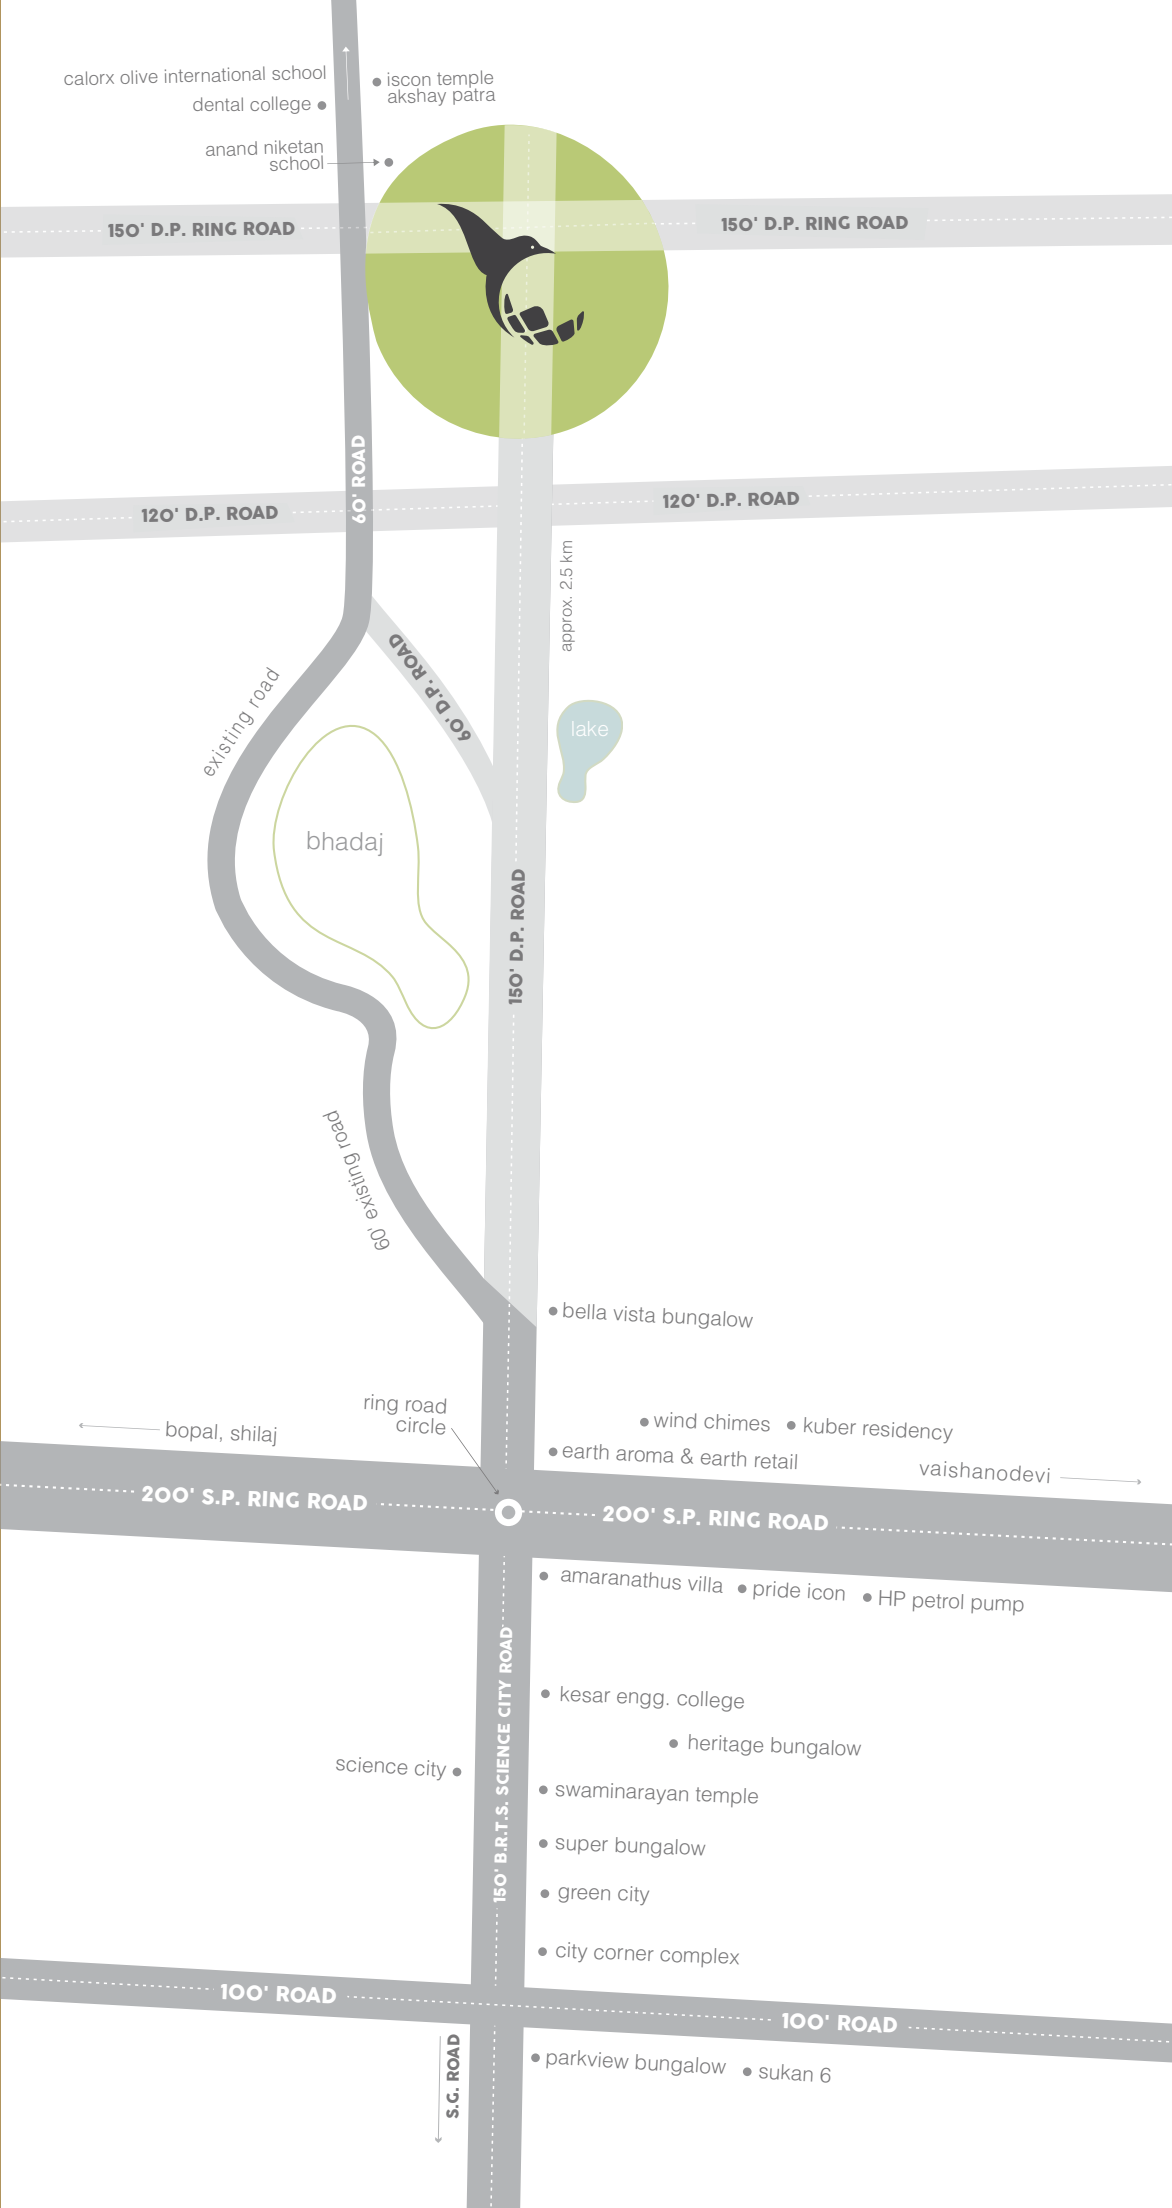 calorx olive international school
iscon temple
akshay patra
dental college
anand niketan
school
150' D.P. RING ROAD
150' D.P. RING ROAD
60' ROAD
120' D.P. ROAD
120' D.P. ROAD
approx. 2.5 km
60' D.P. ROAD
existing road
lake
bhadaj
150' D.P. ROAD
60' existing road
bella vista bungalow
ring road
circle
bopal, shilaj
wind chimes
kuber residency
earth aroma & earth retail
vaishanodevi
200' S.P. RING ROAD
200' S.P. RING ROAD
amaranathus villa
pride icon
HP petrol pump
150' B.R.T.S. SCIENCE CITY ROAD
kesar engg. college
heritage bungalow
science city
swaminarayan temple
super bungalow
green city
city corner complex
100' ROAD
100' ROAD
S.G. ROAD
parkview bungalow
sukan 6